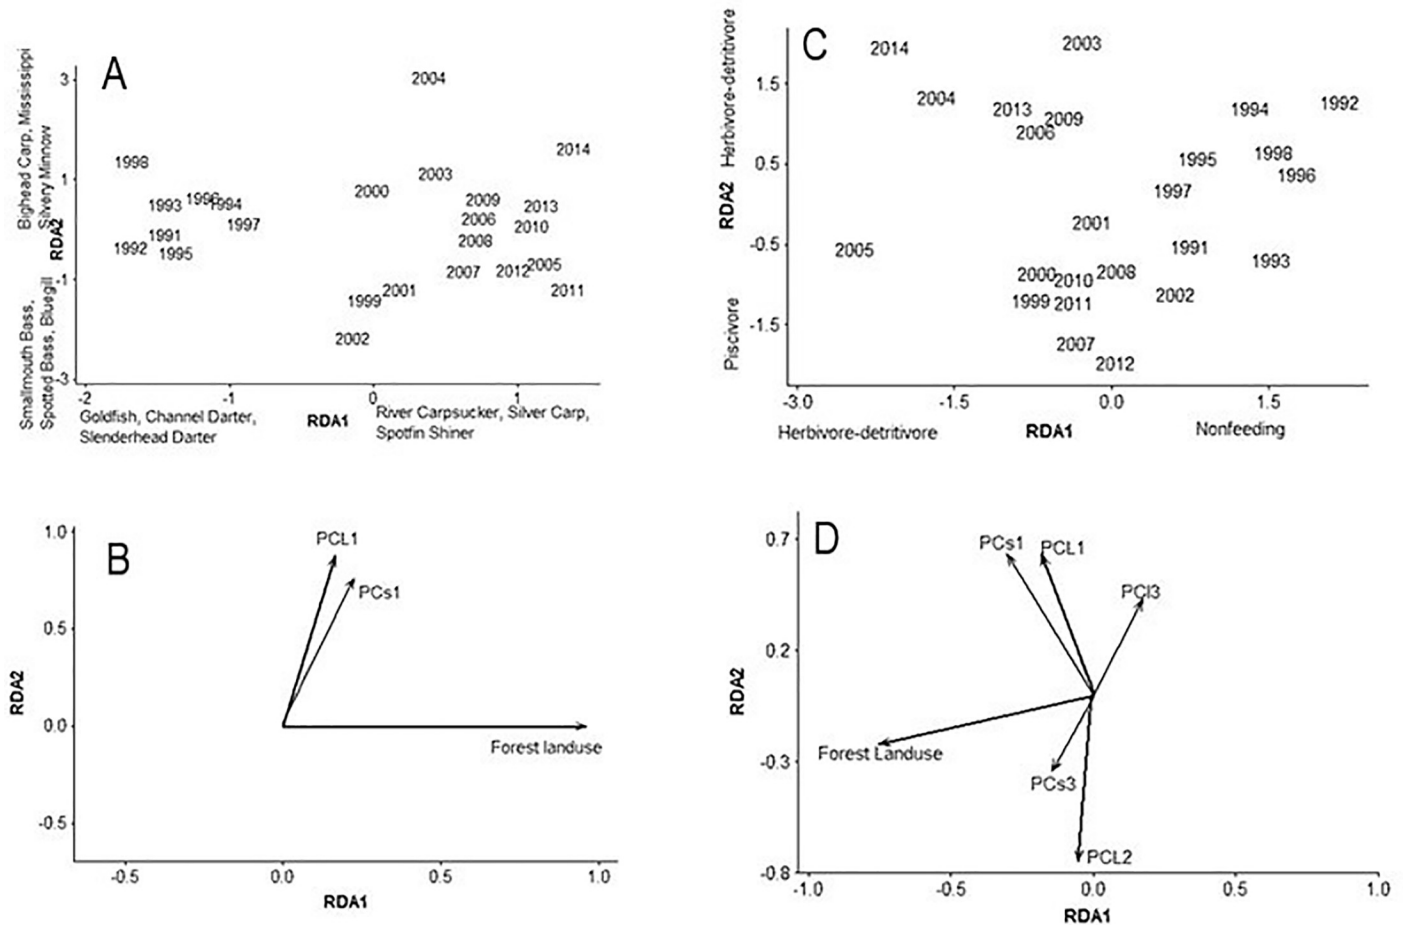 A
Bighead Carp, Mississippi
Silvery Minnow
RDA2
Smallmouth Bass,
Spotted Bass, Bluegill
3
1
-1
-3
2004
2014
1998
2003
2000
1996
1994
1993
2009
2013
2006
1997
2010
1991
2008
1992
1995
2005
2007
2012
2001
2011
1999
2002
-2
-1
0
1
Goldfish, Channel Darter,
Slenderhead Darter
RDA1
River Carpsucker, Silver Carp,
Spotfin Shiner
C
Herbivore-detritivore
RDA2
Piscivore
1.5
0.5
-0.5
-1.5
2003
2014
2004
1992
2013
1994
2009
2006
1998
1995
1996
1997
2001
1991
2005
1993
2008
2000
2010
2002
1999
2011
2007
2012
-3.0
-1.5
0.0
1.5
Herbivore-detritivore
RDA1
Nonfeeding
B
1.0
0.5
0.0
-0.5
RDA2
PCL1
PCs1
Forest landuse
-0.5
0.0
0.5
1.0
RDA1
D
0.7
0.2
-0.3
-0.8
RDA2
PCs1
PCL1
PCl3
Forest Landuse
PCs3
PCL2
-1.0
-0.5
0.0
0.5
1.0
RDA1